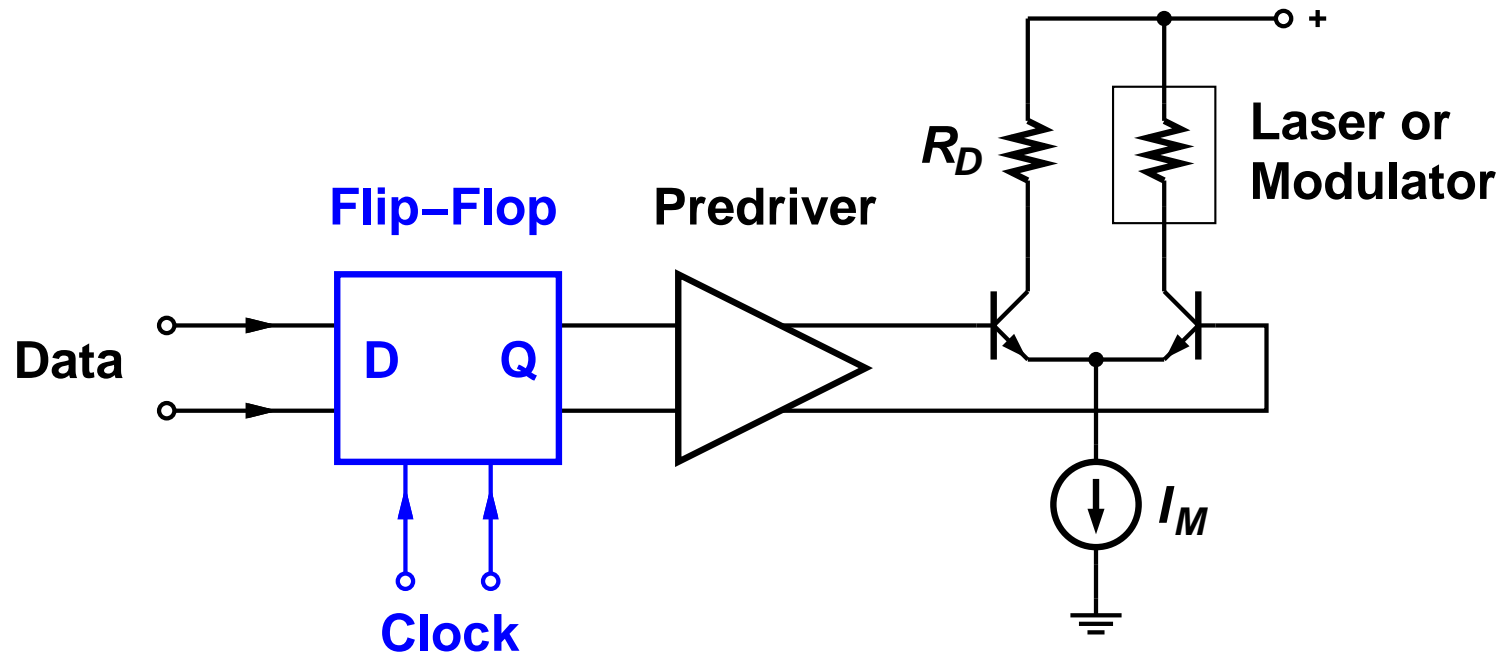 +
R_D
Laser or
Modulator
Flip–Flop
Predriver
Data
D
Q
I_M
Clock